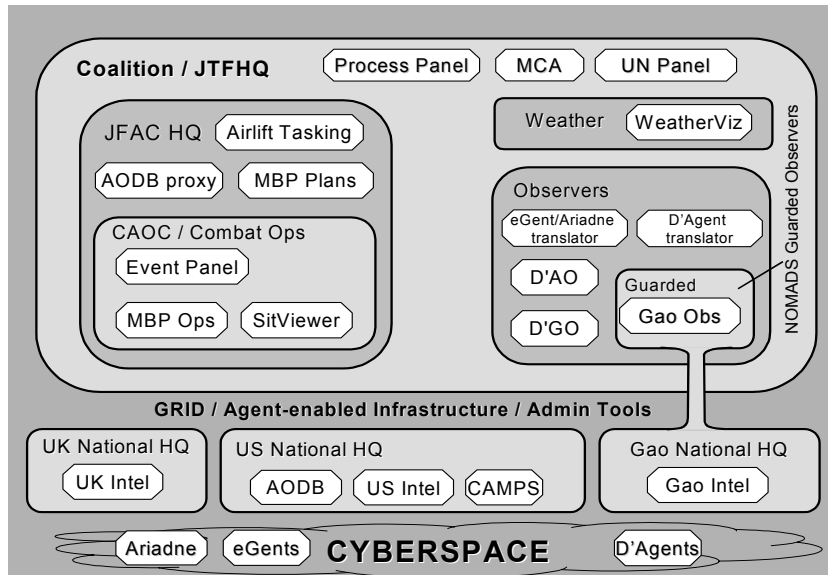 Coalition / JTFHQ
Process Panel
MCA
UN Panel
JFAC HQ
Airlift Tasking
AODB proxy
MBP Plans
CAOC / Combat Ops
Event Panel
MBP Ops
SitViewer
Weather
WeatherViz
Observers
eGent/Ariadne
translator
D'Agent
translator
D'AO
D'GO
Guarded
Gao Obs
NOMADS Guarded Observers
GRID / Agent-enabled Infrastructure / Admin Tools
UK National HQ
UK Intel
US National HQ
AODB
US Intel
CAMPS
Gao National HQ
Gao Intel
Ariadne
eGents
CYBERSPACE
D'Agents